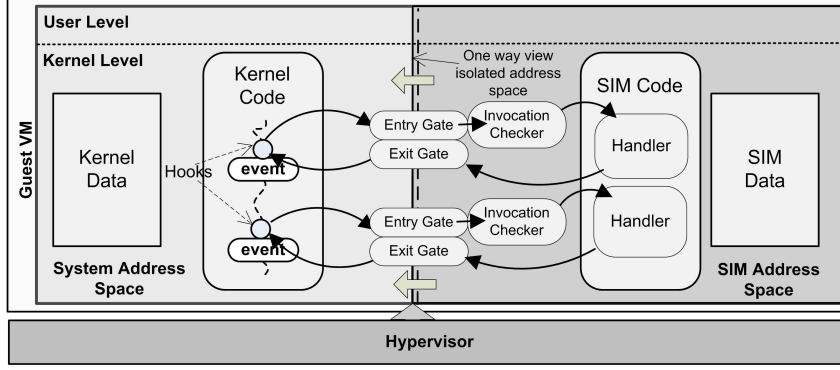 User Level
Kernel Level
Guest VM
Kernel
Data
System Address
Space
Kernel
Code
Hooks
event
event
One way view
isolated address
space
Entry Gate
Exit Gate
Invocation
Checker
Entry Gate
Exit Gate
Invocation
Checker
SIM Code
Handler
Handler
SIM
Data
SIM Address
Space
Hypervisor